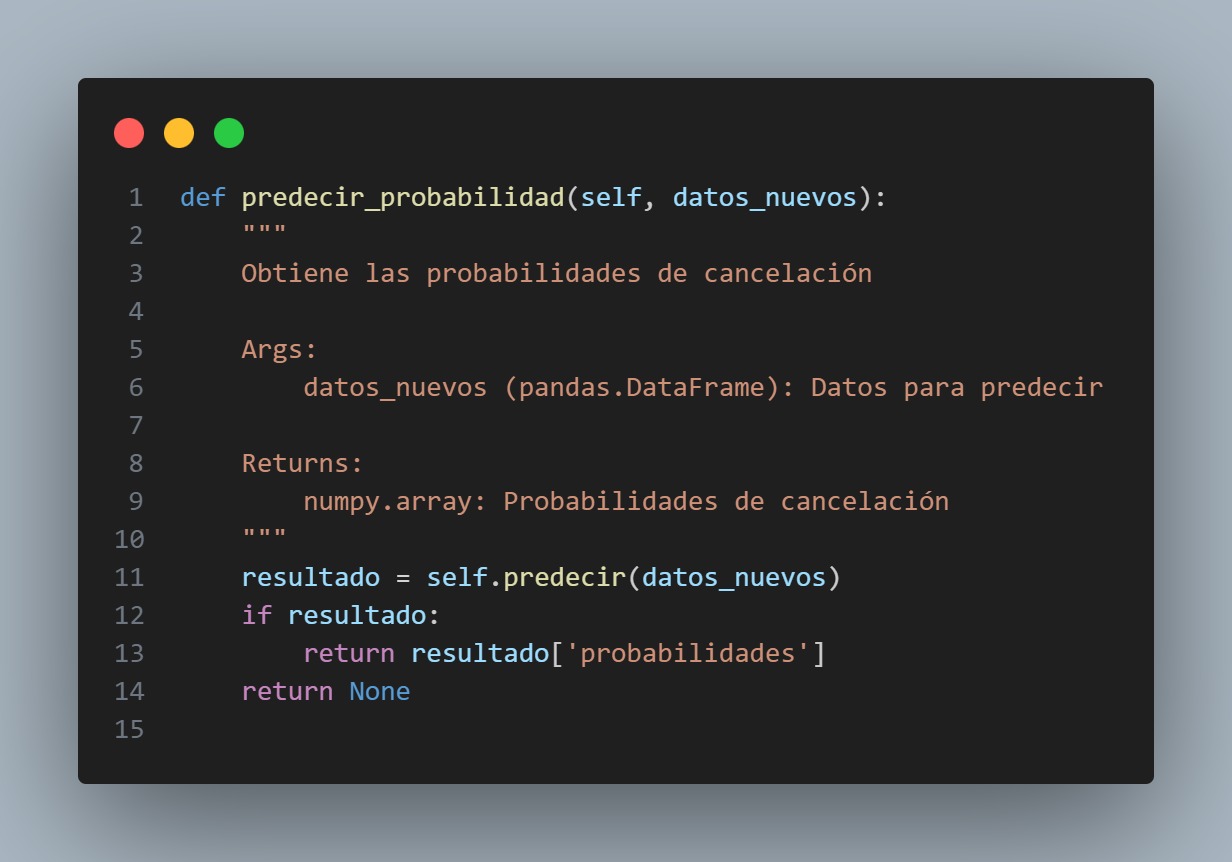 1 def predecir_probabilidad(self, datos_nuevos):
2     """
3     Obtiene las probabilidades de cancelación
4
5     Args:
6         datos_nuevos (pandas.DataFrame): Datos para predecir
7
8     Returns:
9         numpy.array: Probabilidades de cancelación
10     """
11     resultado = self.predecir(datos_nuevos)
12     if resultado:
13         return resultado['probabilidades']
14     return None
15